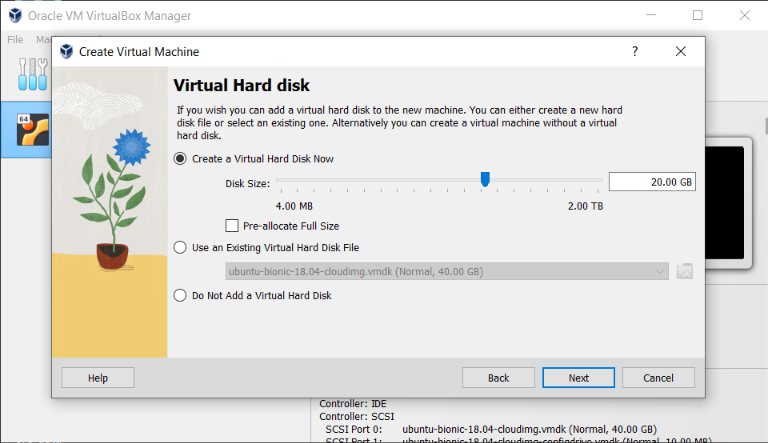 Oracle VM VirtualBox Manager
File
Create Virtual Machine
?
64
Virtual Hard disk
If you wish you can add a virtual hard disk to the new machine. You can either create a new hard
disk file or select an existing one. Alternatively you can create a virtual machine without a virtual
hard disk.
Create a Virtual Hard Disk Now
Disk Size:
20.00 GB
4.00 MB
2.00 TB
Pre-allocate Full Size
Use an Existing Virtual Hard Disk File
ubuntu-bionic-18.04-cloudimg.vmdk (Normal, 40.00 GB)
Do Not Add a Virtual Hard Disk
Help
Back
Next
Cancel
Controller: IDE
Controller: SCSI
SCSI Port 0: ubuntu-bionic-18.04-cloudimg.vmdk (Normal, 40.00 GB)
SCSI Port 1: ubuntu-bionic-18.04-cloudimg-configdrive.vmdk (Normal, 10.00 MB)